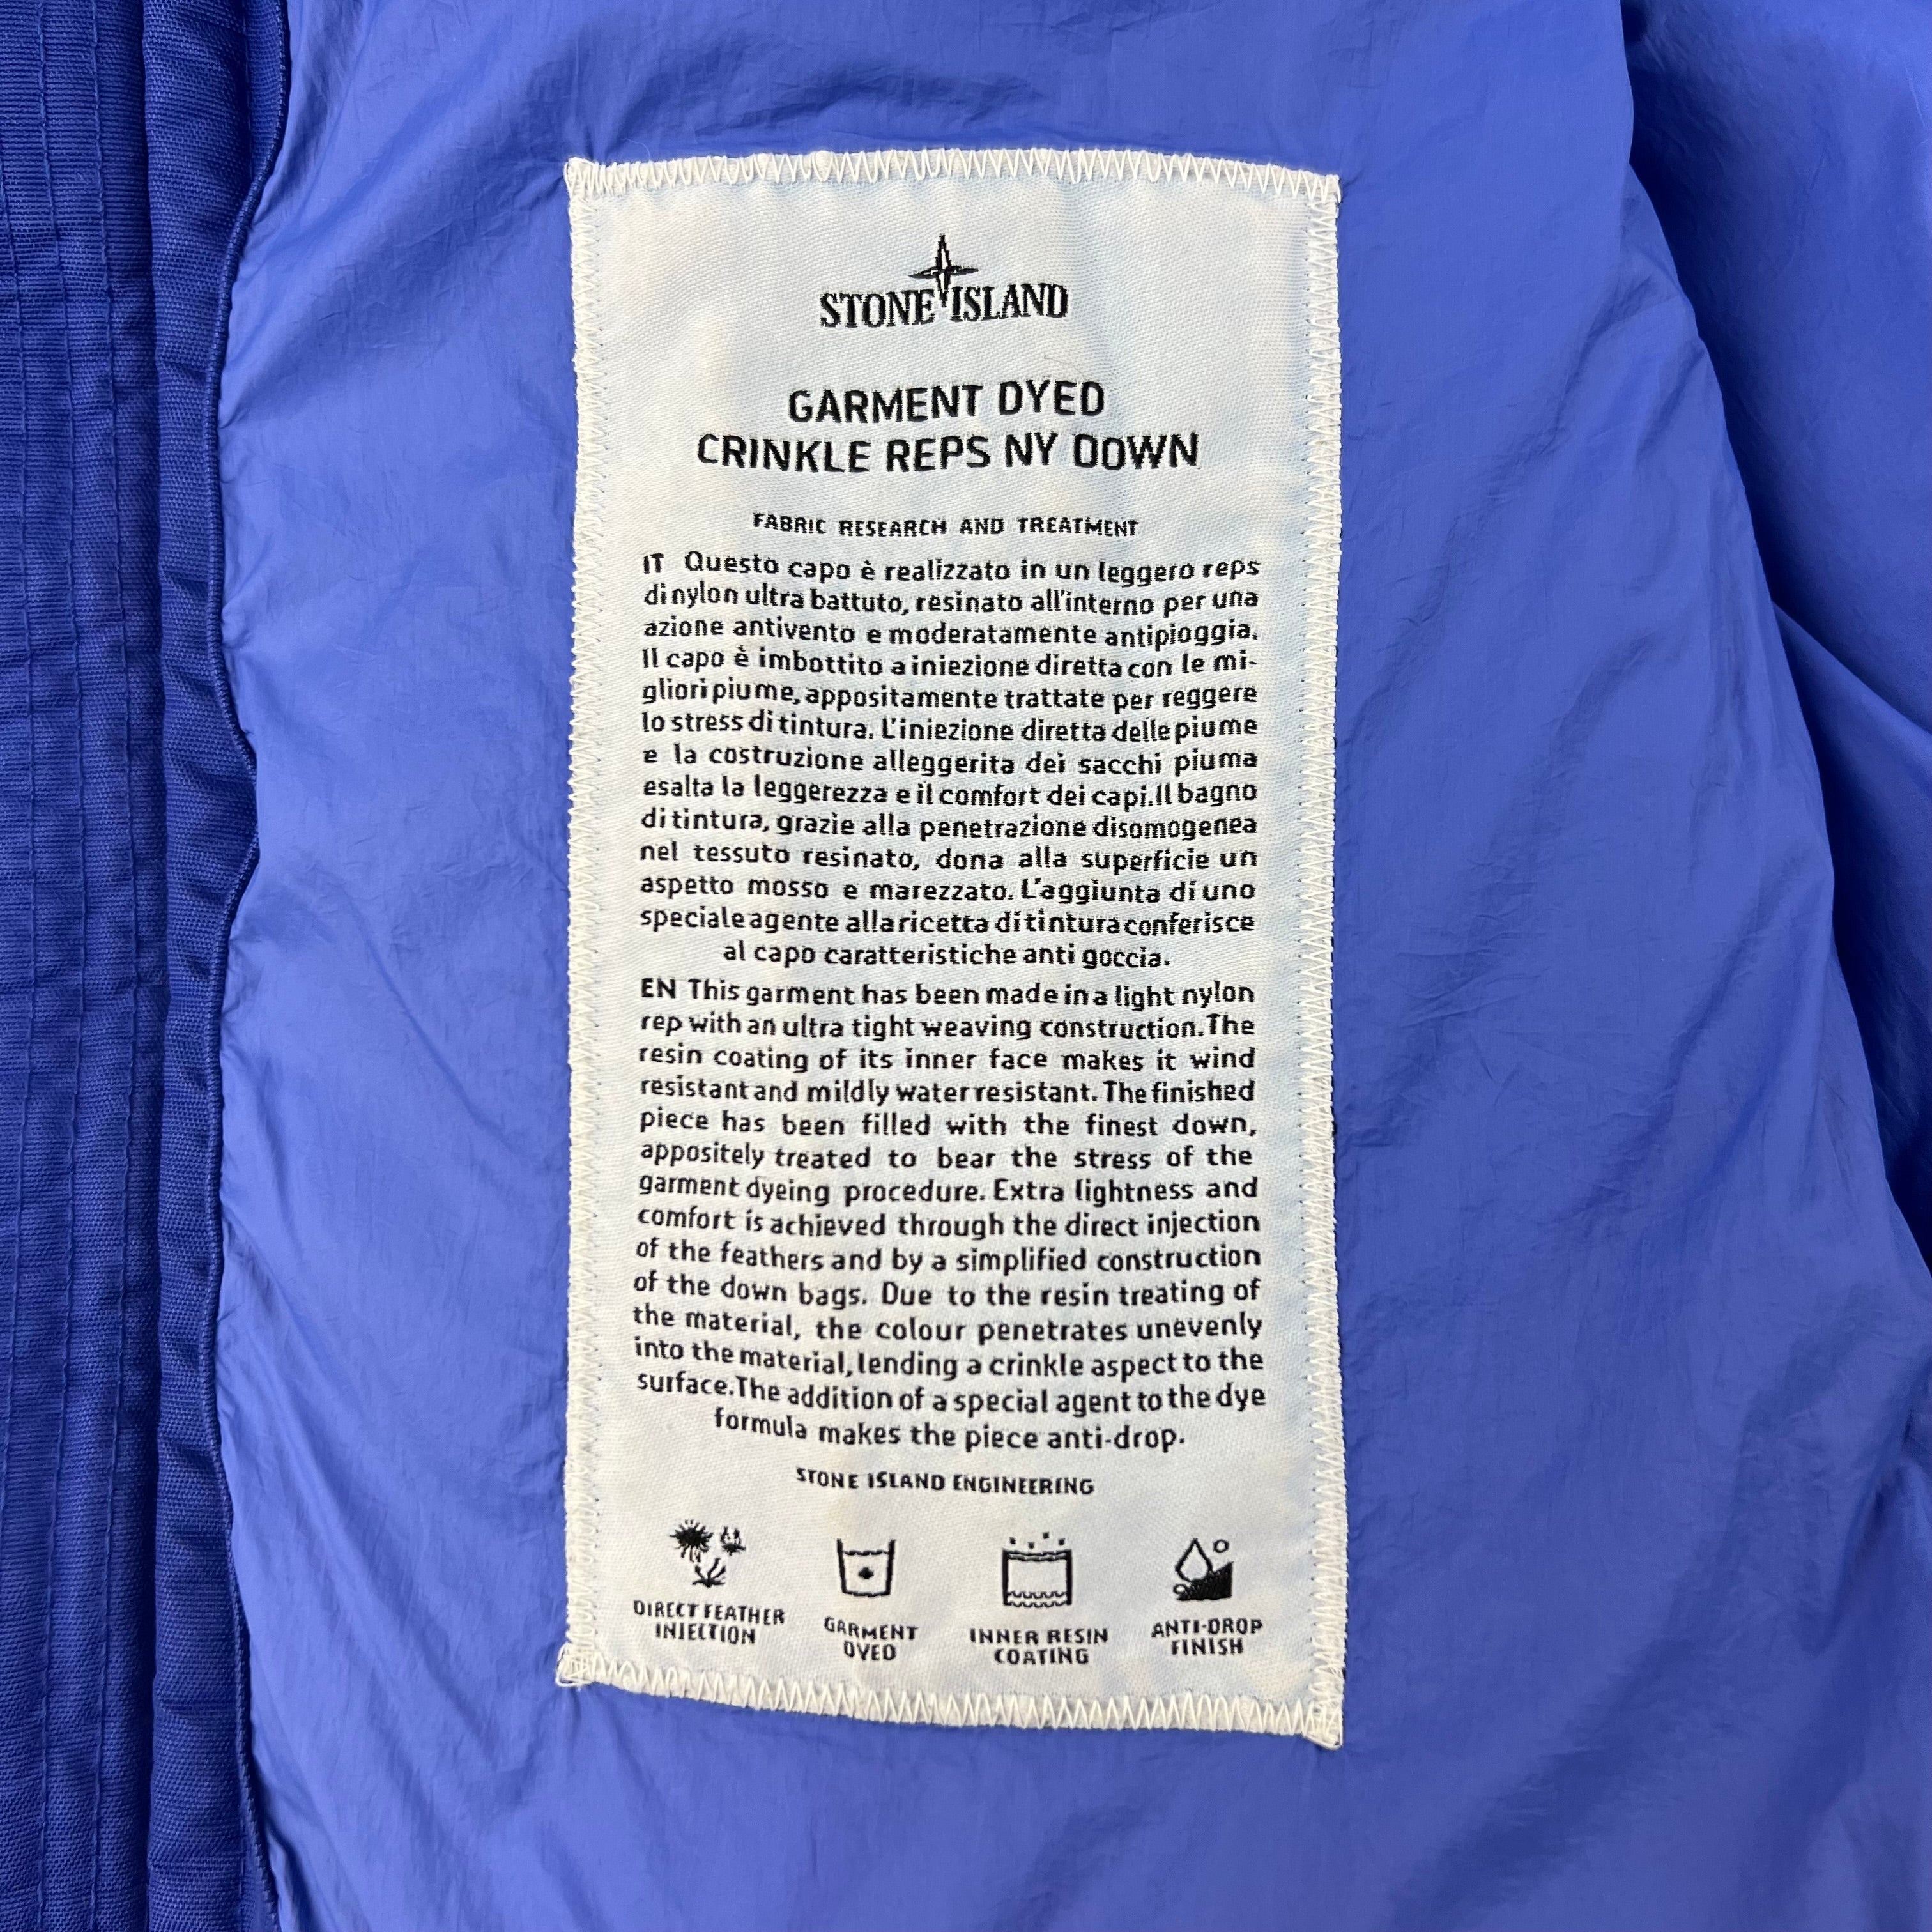 STONE ISLAND
GARMENT DYED
CRINKLE REPS NY DOWN
FABRIC RESEARCH AND TREATMENT
IT Questo capo è realizzato in un leggero reps
di nylon ultra battuto, resinato all'interno per una
azione antivento e moderatamente antipioggia.
Il capo è imbottito a iniezione diretta con le mi-
gliori piume, appositamente trattate per reggere
lo stress di tintura. L'iniezione diretta delle piume
e la costruzione alleggerita dei sacchi piuma
esalta la leggerezza e il comfort dei capi. Il bagno
di tintura, grazie alla penetrazione disomogenea
nel tessuto resinato, dona alla superficie un
aspetto mosso e marezzato. L'aggiunta di uno
speciale agente alla ricetta di tintura conferisce
al capo caratteristiche anti goccia.
EN This garment has been made in a light nylon
rep with an ultra tight weaving construction. The
resin coating of its inner face makes it wind
resistant and mildly water resistant. The finished
piece has been filled with the finest down,
appositely treated to bear the stress of the
garment dyeing procedure. Extra lightness and
comfort is achieved through the direct injection
of the feathers and by a simplified construction
of the down bags. Due to the resin treating of
the material, the colour penetrates unevenly
into the material, lending a crinkle aspect to the
surface. The addition of a special agent to the dye
formula makes the piece anti-drop.
STONE ISLAND ENGINEERING
DIRECT FEATHER
INJECTION
GARMENT
DYED
INNER RESIN
COATING
ANTI-DROP
FINISH